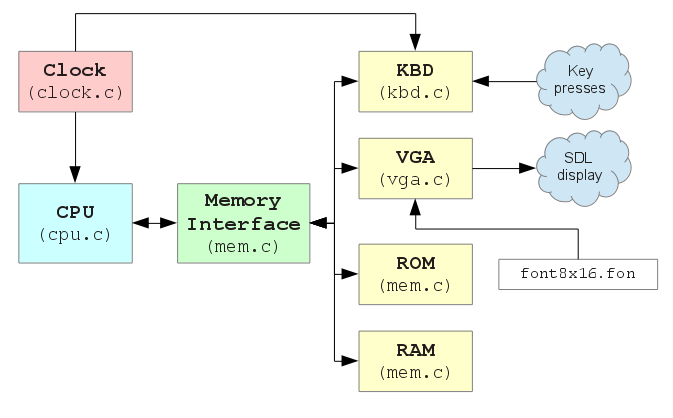 Clock
(clock.c)
KBD
(kbd.c)
Key
presses
VGA
(vga.c)
SDL
display
CPU
(cpu.c)
Memory
Interface
(mem.c)
ROM
(mem.c)
font8x16.fon
RAM
(mem.c)